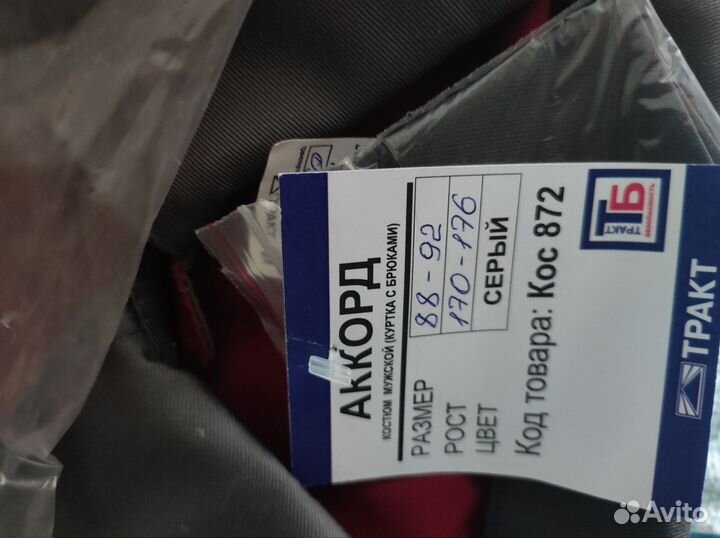 АККОРД
КОСТЮМ МУЖСКОЙ (КУРТКА С БРЮКАМИ)
РАЗМЕР 88-92
РОСТ 170-176
ЦВЕТ СЕРЫЙ
Код товара: Кос 872
ТБ
ТРАКТ
БЕЗОПАСНОСТЬ
ТРАКТ
Avito